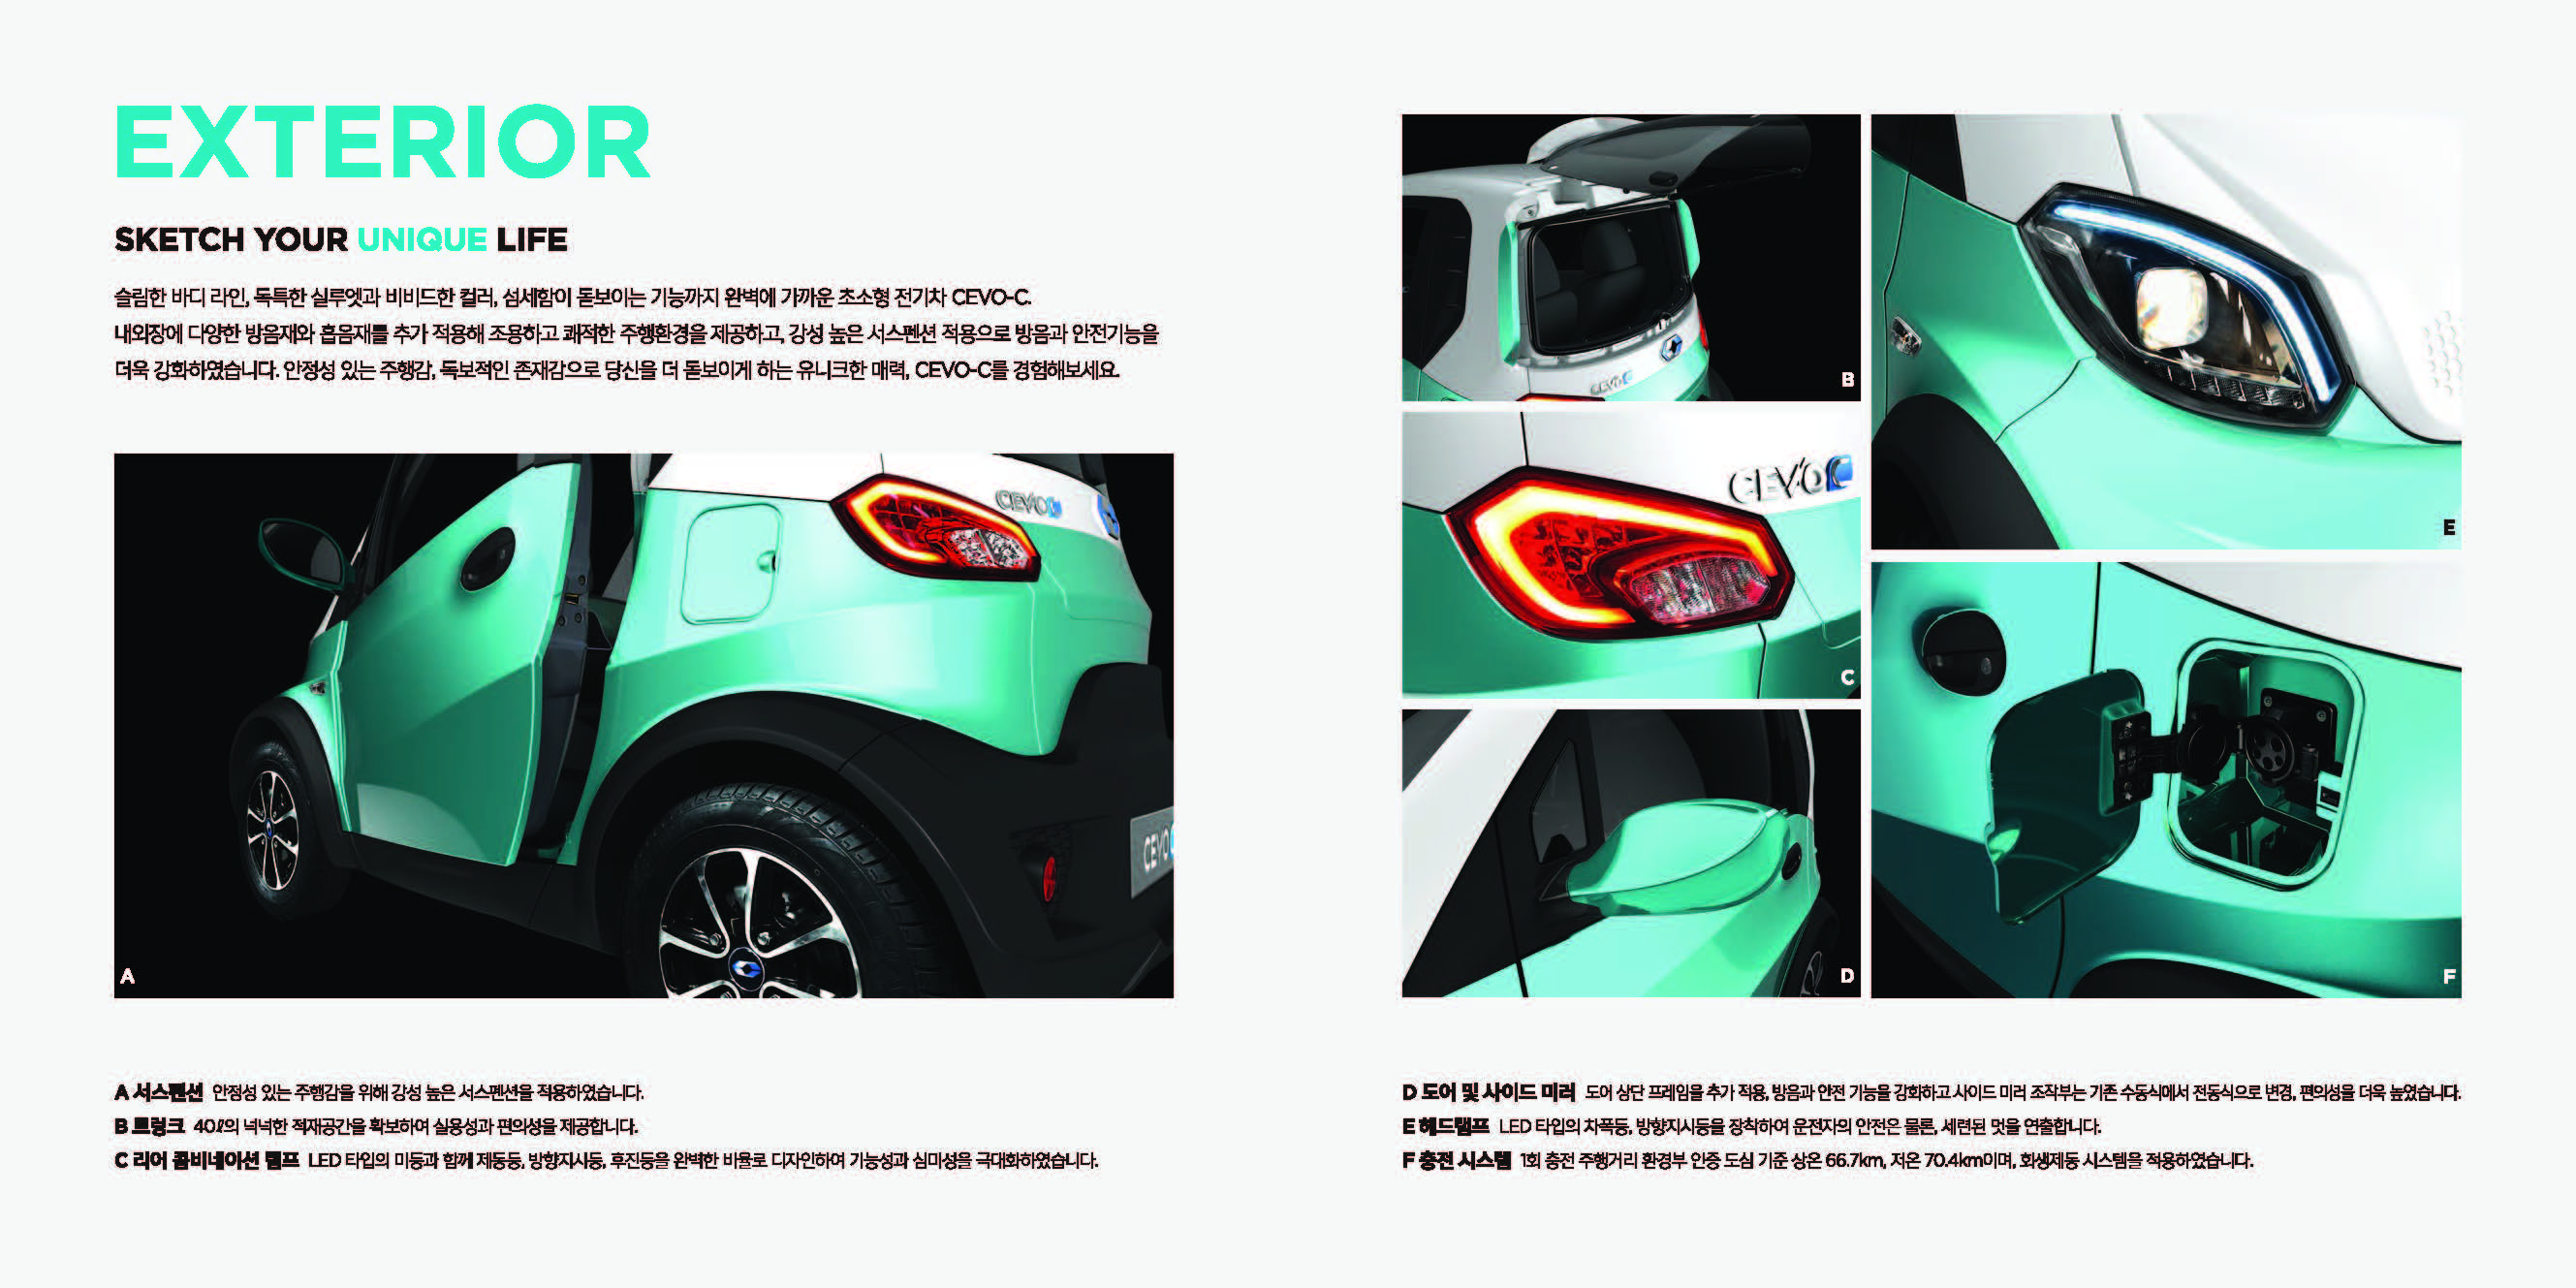 EXTERIOR
SKETCH YOUR UNIQUE LIFE
슬림한 바디 라인, 독특한 실루엣과 비비드한 컬러, 섬세함이 돋보이는 기능까지 완벽에 가까운 초소형 전기차 CEVO-C.
내외장에 다양한 방음재와 흡음재를 추가 적용해 조용하고 쾌적한 주행환경을 제공하고, 강성 높은 서스펜션 적용으로 방음과 안전기능을
더욱 강화하였습니다. 안정성 있는 주행감, 독보적인 존재감으로 당신을 더 돋보이게 하는 유니크한 매력, CEVO-C를 경험해보세요.
CEVO C
CEVO
A
CEVO C
B
CEVO C
C
D
E
F
A 서스펜션 안정성 있는 주행감을 위해 강성 높은 서스펜션을 적용하였습니다.
B 트렁크 40ℓ의 넉넉한 적재공간을 확보하여 실용성과 편의성을 제공합니다.
C 리어 콤비네이션 램프 LED 타입의 미등과 함께 제동등, 방향지시등, 후진등을 완벽한 비율로 디자인하여 기능성과 심미성을 극대화하였습니다.
D 도어 및 사이드 미러 도어 상단 프레임을 추가 적용, 방음과 안전 기능을 강화하고 사이드 미러 조작부는 기존 수동식에서 전동식으로 변경, 편의성을 더욱 높였습니다.
E 헤드램프 LED 타입의 차폭등, 방향지시등을 장착하여 운전자의 안전은 물론, 세련된 멋을 연출합니다.
F 충전 시스템 1회 충전 주행거리 환경부 인증 도심 기준 상온 66.7km, 저온 70.4km이며, 회생제동 시스템을 적용하였습니다.